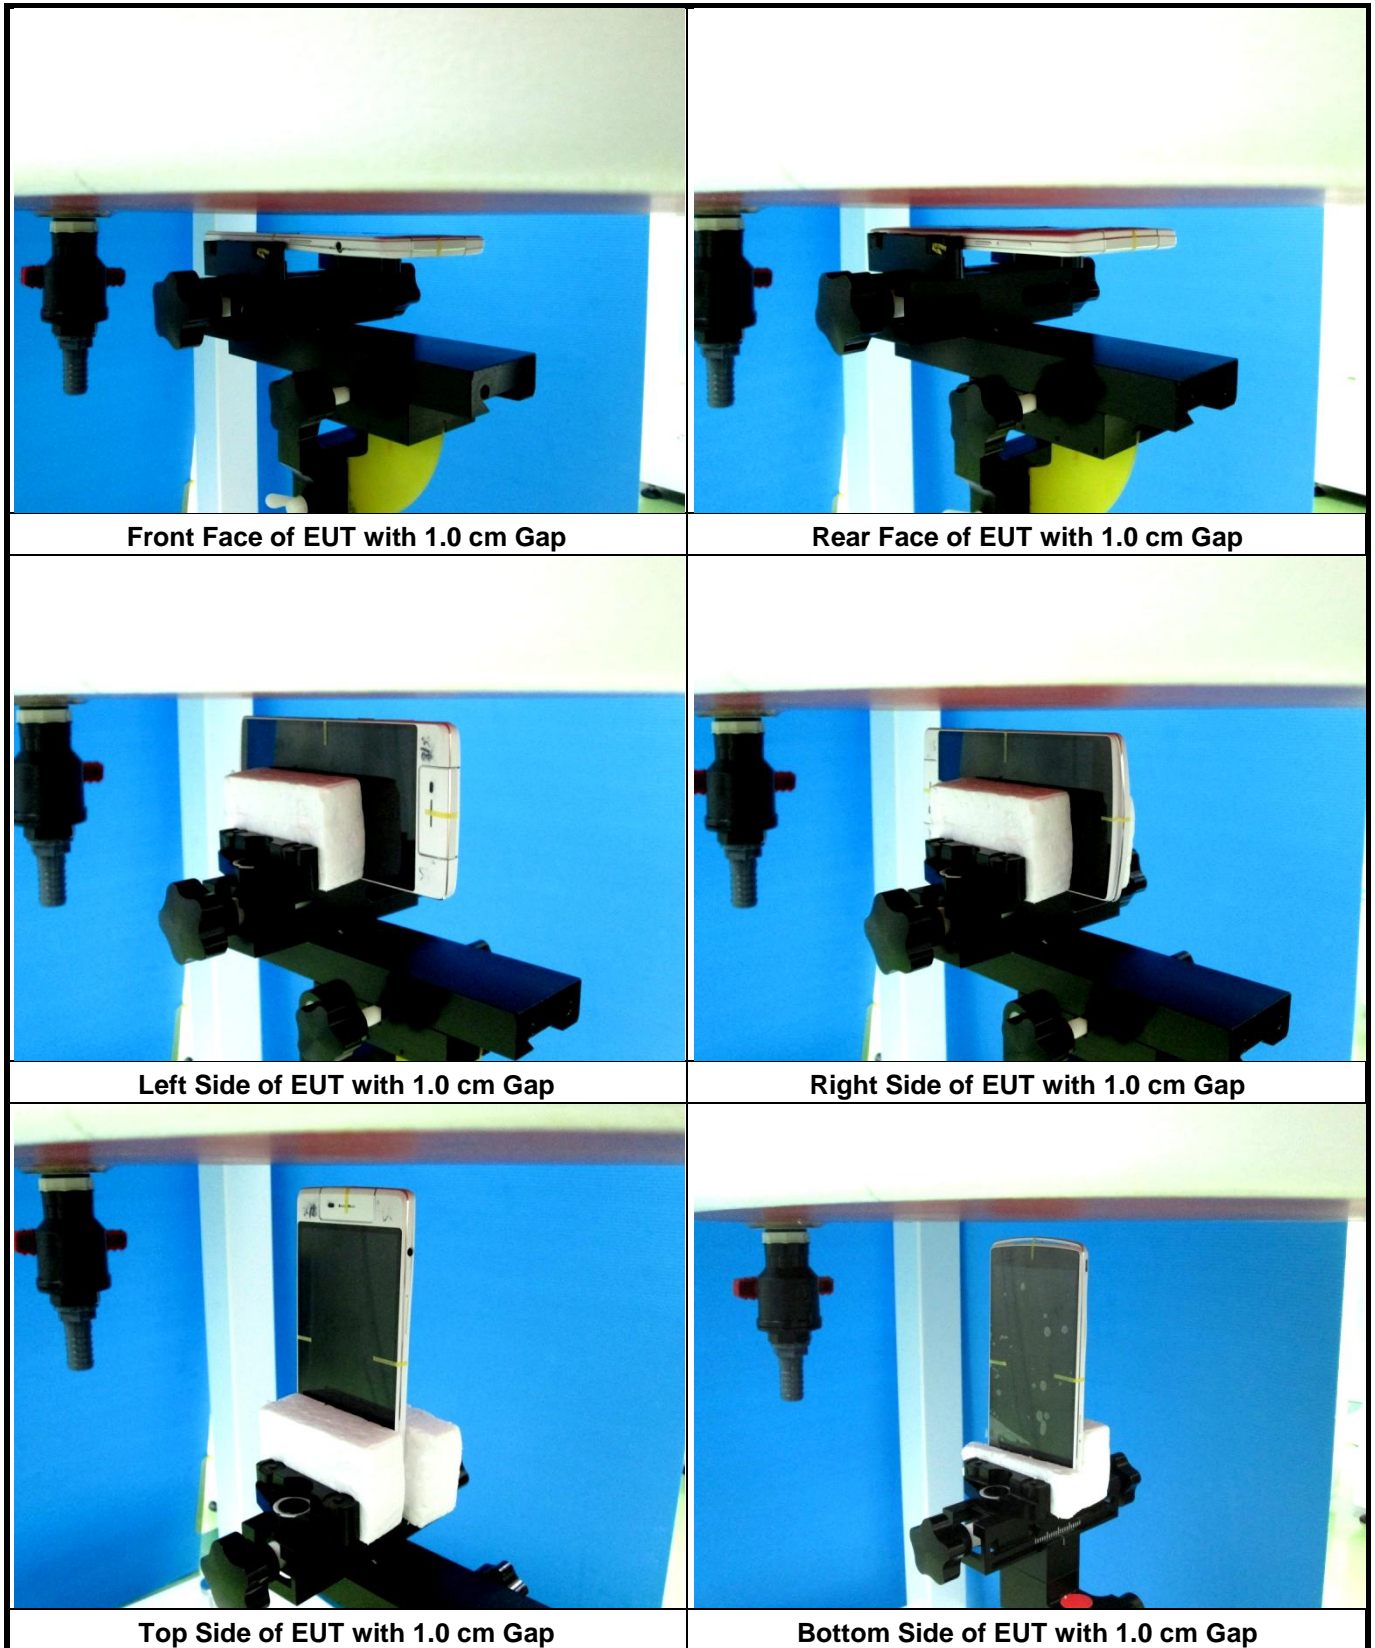 Front Face of EUT with 1.0 cm Gap
Rear Face of EUT with 1.0 cm Gap
Left Side of EUT with 1.0 cm Gap
Right Side of EUT with 1.0 cm Gap
Top Side of EUT with 1.0 cm Gap
Bottom Side of EUT with 1.0 cm Gap